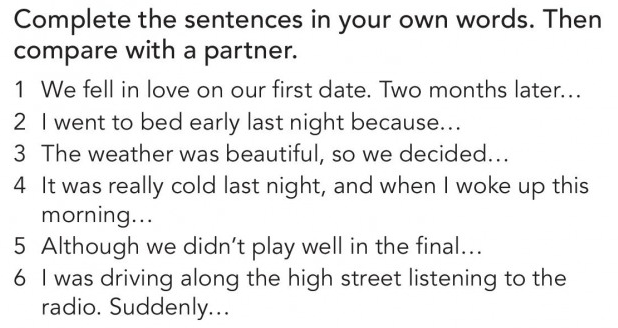 Complete the sentences in your own words. Then
compare with a partner.
1 We fell in love on our first date. Two months later…
2 I went to bed early last night because…
3 The weather was beautiful, so we decided…
4 It was really cold last night, and when I woke up this
morning…
5 Although we didn't play well in the final…
6 I was driving along the high street listening to the
radio. Suddenly…